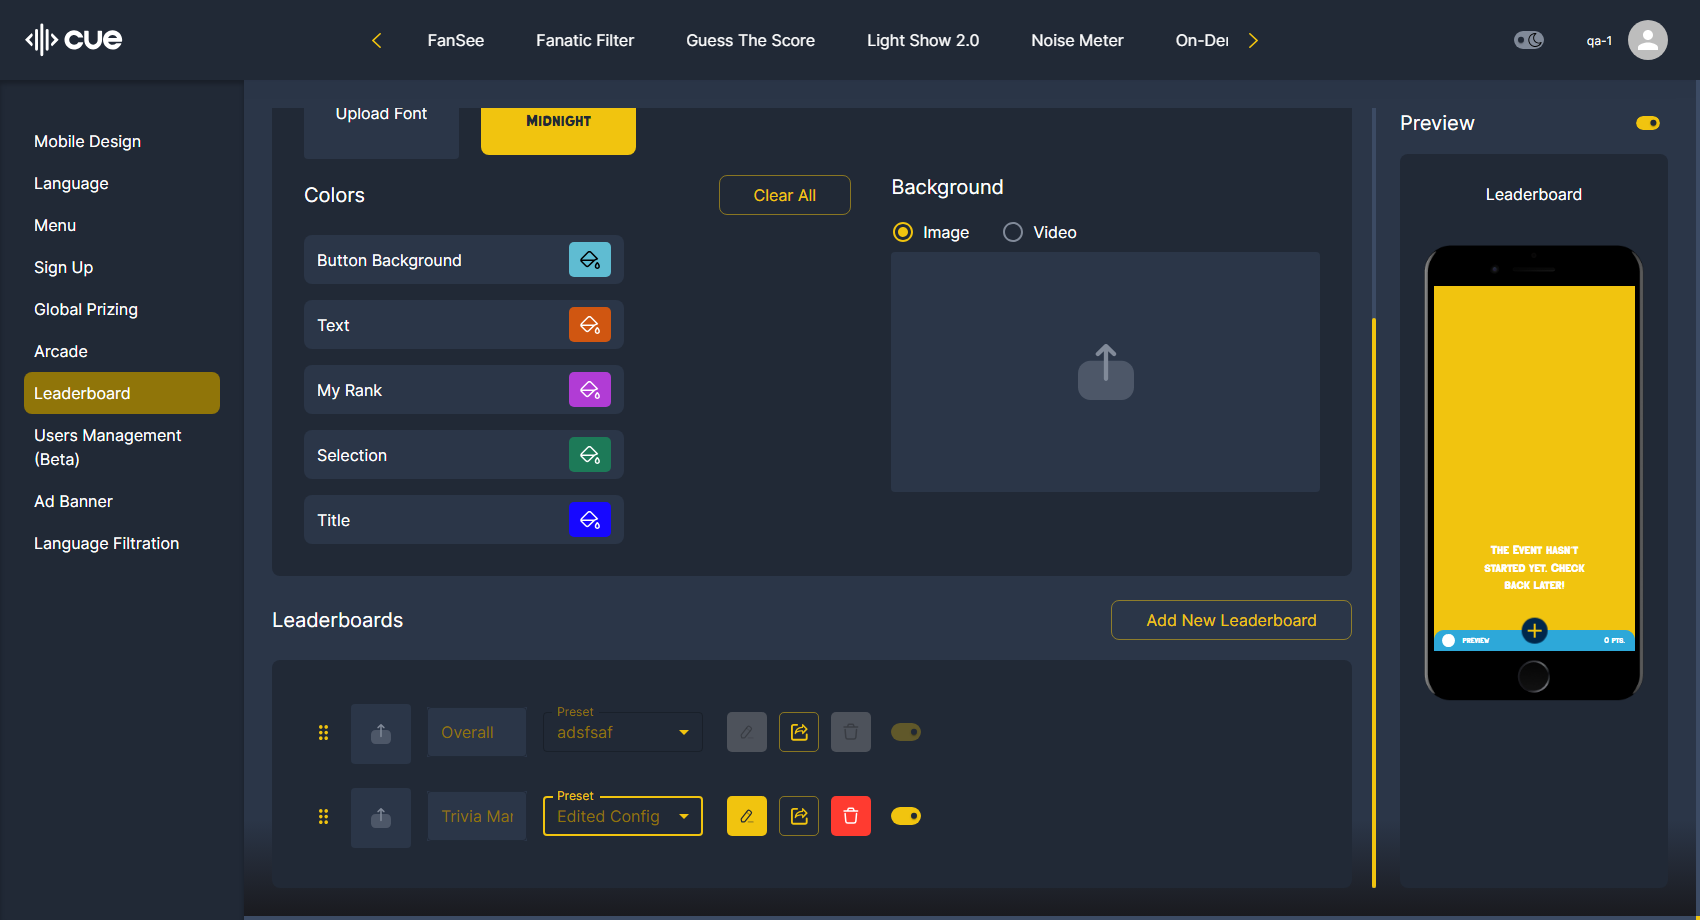 cue
FanSee
Fanatic Filter
Guess The Score
Light Show 2.0
Noise Meter
On-Der
qa-1
Mobile Design
Language
Menu
Sign Up
Global Prizing
Arcade
Leaderboard
Users Management
(Beta)
Ad Banner
Language Filtration
Upload Font
MIDNIGHT
Colors
Clear All
Button Background
Text
My Rank
Selection
Title
Background
Image
Video
Leaderboards
Add New Leaderboard
Overall
Preset
adsfsaf
Trivia Mar
Preset
Edited Config
Preview
Leaderboard
THE EVENT HASN'T
STARTED YET. CHECK
BACK LATER!
PREVIEW
0 PTS.